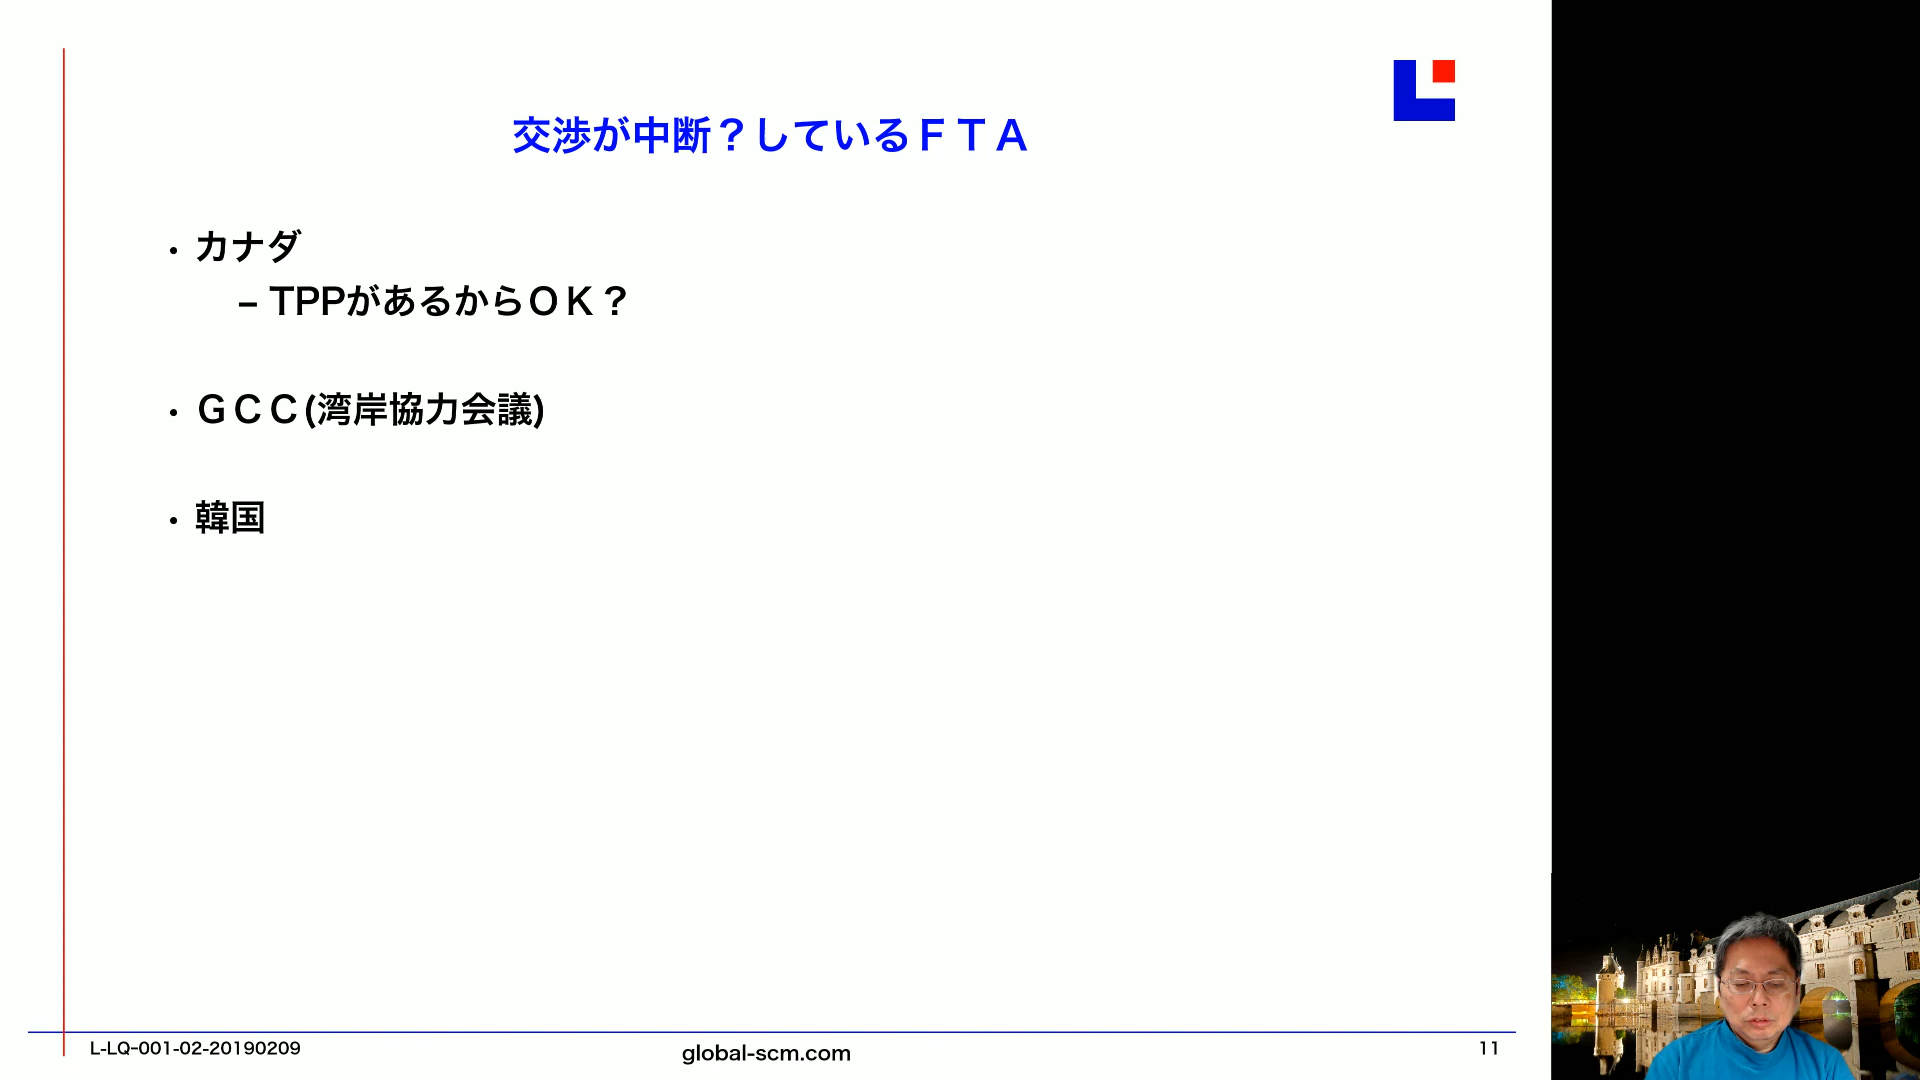 交渉が中断？しているＦＴＡ
• カナダ
– TPPがあるからＯＫ？
• ＧＣＣ(湾岸協力会議)
• 韓国
L-LQ-001-02-20190209
global-scm.com
11